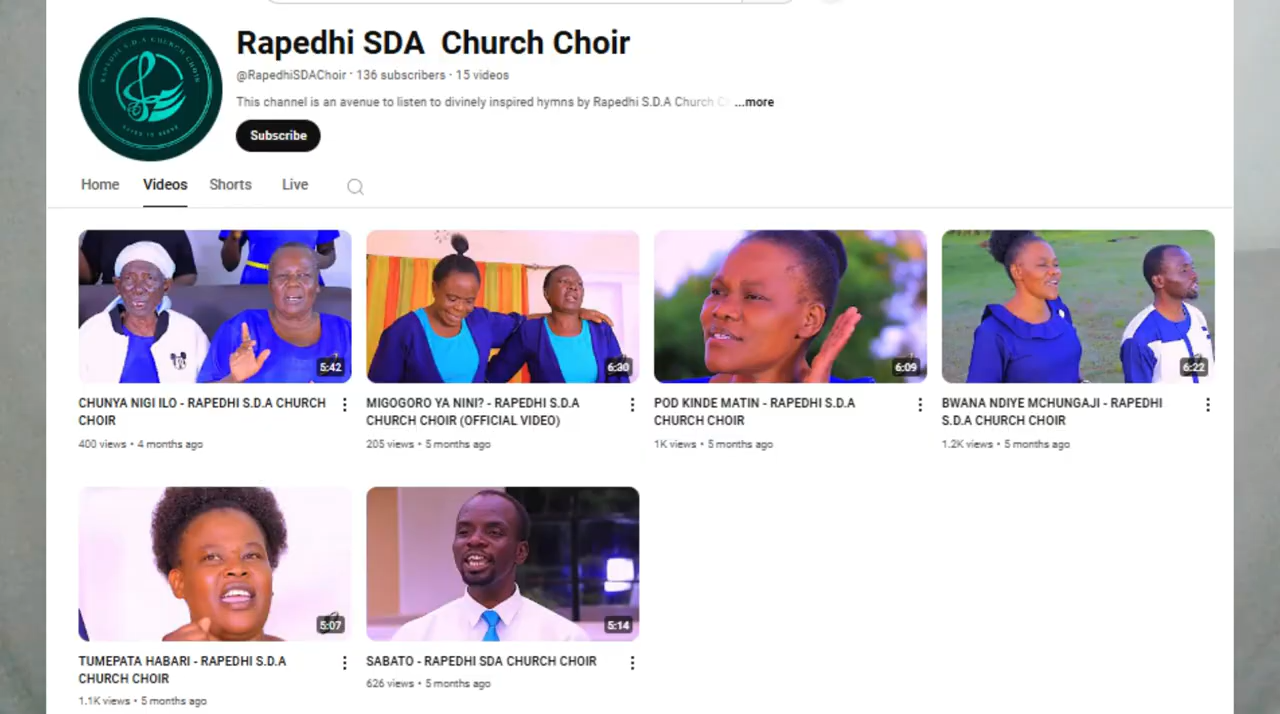 Rapedhi SDA Church Choir
@RapedhiSDAChoir · 136 subscribers · 15 videos
This channel is an avenue to listen to divinely inspired hymns by Rapedhi S.D.A Church ...more
Subscribe
Home Videos Shorts Live
5:42 6:30 6:09 6:22
CHUNYA NIGI ILO - RAPEDHI S.D.A CHURCH
CHOIR
400 views • 4 months ago
MIGOGORO YA NINI? - RAPEDHI S.D.A
CHURCH CHOIR (OFFICIAL VIDEO)
205 views • 5 months ago
POD KINDE MATIN - RAPEDHI S.D.A
CHURCH CHOIR
1K views • 5 months ago
BWANA NDIYE MCHUNGAJI - RAPEDHI
S.D.A CHURCH CHOIR
1.2K views • 5 months ago
5:07 5:14
TUMEPATA HABARI - RAPEDHI S.D.A
CHURCH CHOIR
1.1K views • 5 months ago
SABATO - RAPEDHI SDA CHURCH CHOIR
626 views • 5 months ago